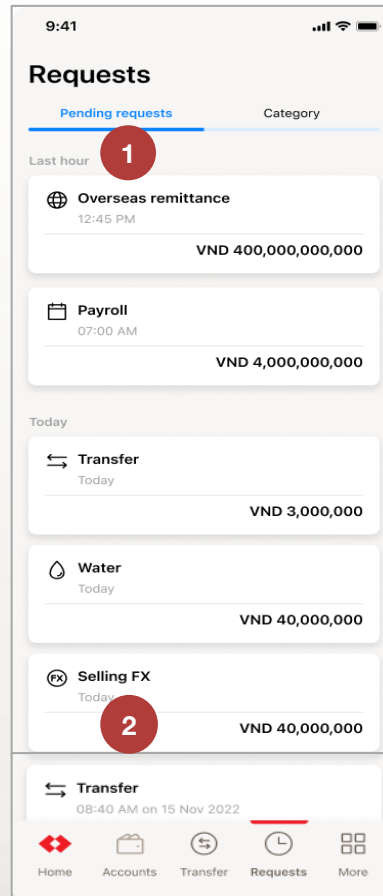 9:41
Requests
Pending requests
Category
Last hour
1
Overseas remittance
12:45 PM
VND 400,000,000,000
Payroll
07:00 AM
VND 4,000,000,000
Today
Transfer
Today
VND 3,000,000
Water
Today
VND 40,000,000
FX Selling FX
Today
2
VND 40,000,000
Transfer
08:40 AM on 15 Nov 2022
Home Accounts Transfer Requests More